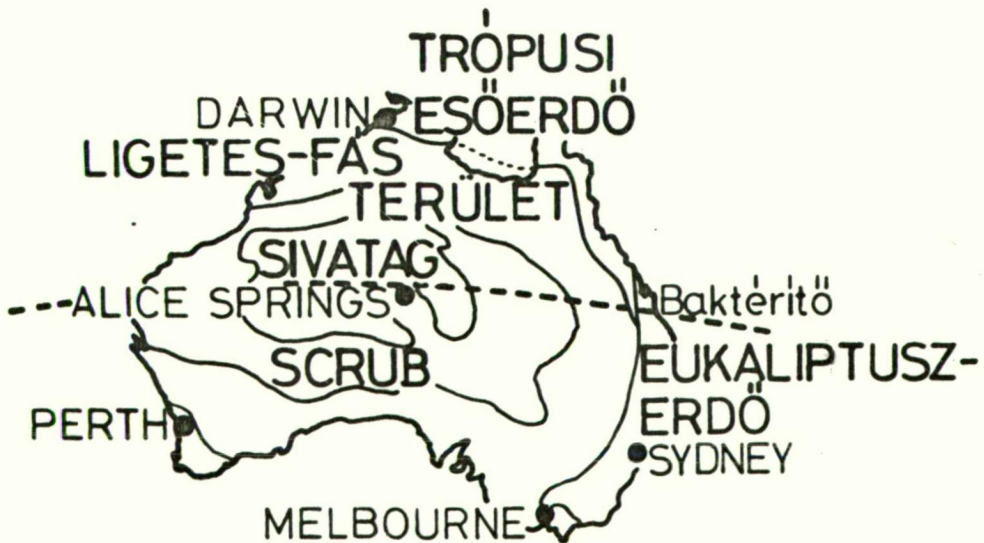 TRÓPUSI
ESŐERDŐ
DARWIN
LIGETES-FÁS
TERÜLET
SIVATAG
ALICE SPRINGS
Baktérítő
SCRUB
EUKALIPTUSZ-
ERDŐ
PERTH
SYDNEY
MELBOURNE